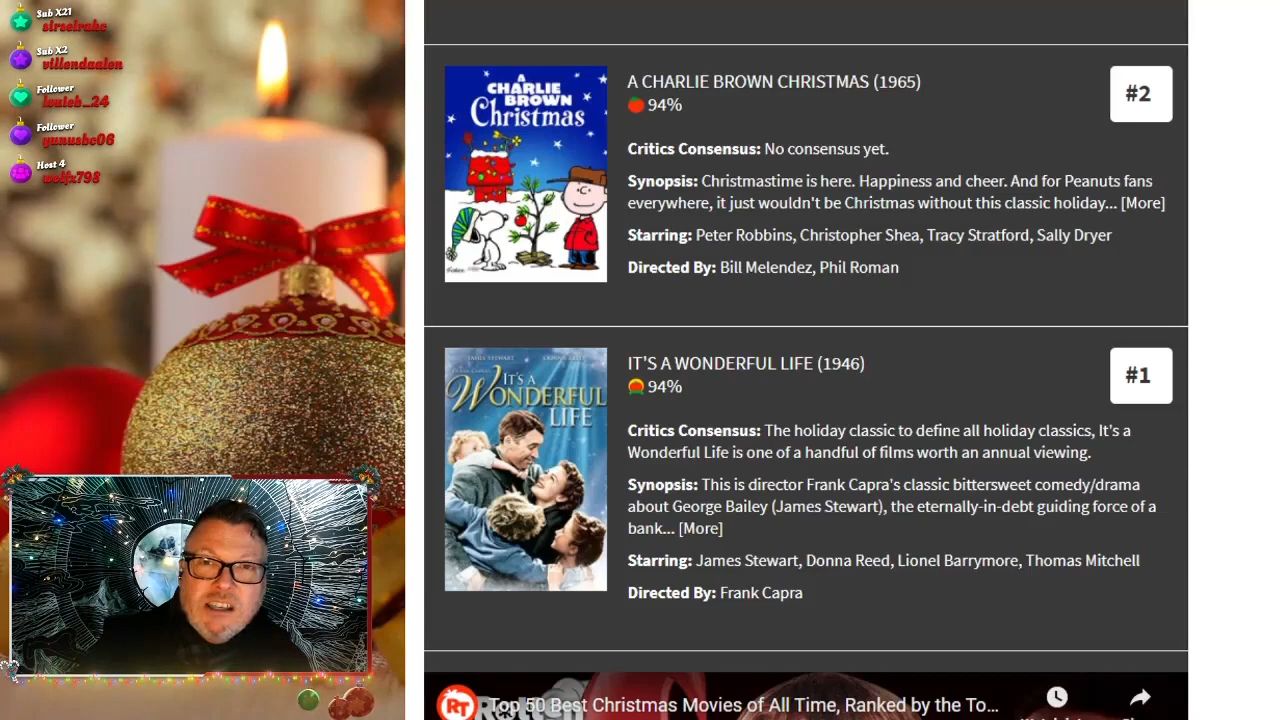 Sub X21
sirseirahc
Sub X2
villendaalen
Follower
Follower
yunusbc06
Host 4
wolfx798
A
CHARLIE
BROWN
Christmas
A CHARLIE BROWN CHRISTMAS (1965)
94%
#2
Critics Consensus: No consensus yet.
Synopsis: Christmastime is here. Happiness and cheer. And for Peanuts fans
everywhere, it just wouldn't be Christmas without this classic holiday... [More]
Starring: Peter Robbins, Christopher Shea, Tracy Stratford, Sally Dryer
Directed By: Bill Melendez, Phil Roman
IT'S A
WONDERFUL
LIFE
IT'S A WONDERFUL LIFE (1946)
94%
#1
Critics Consensus: The holiday classic to define all holiday classics, It's a
Wonderful Life is one of a handful of films worth an annual viewing.
Synopsis: This is director Frank Capra's classic bittersweet comedy/drama
about George Bailey (James Stewart), the eternally-in-debt guiding force of a
bank... [More]
Starring: James Stewart, Donna Reed, Lionel Barrymore, Thomas Mitchell
Directed By: Frank Capra
RT
Top 50 Best Christmas Movies of All Time, Ranked by the To...